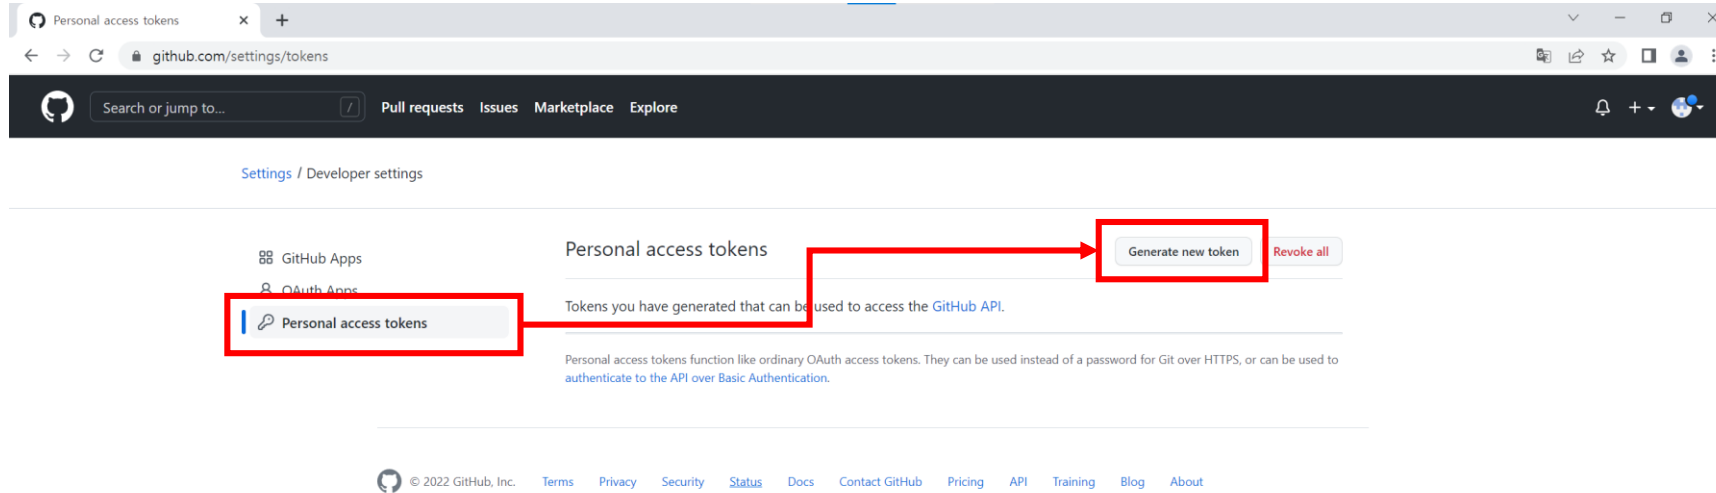 Personal access tokens
github.com/settings/tokens
Search or jump to... / Pull requests Issues Marketplace Explore
Settings / Developer settings
GitHub Apps
OAuth Apps
Personal access tokens
Personal access tokens
Generate new token
Revoke all
Tokens you have generated that can be used to access the GitHub API.
Personal access tokens function like ordinary OAuth access tokens. They can be used instead of a password for Git over HTTPS, or can be used to
authenticate to the API over Basic Authentication.
© 2022 GitHub, Inc. Terms Privacy Security Status Docs Contact GitHub Pricing API Training Blog About